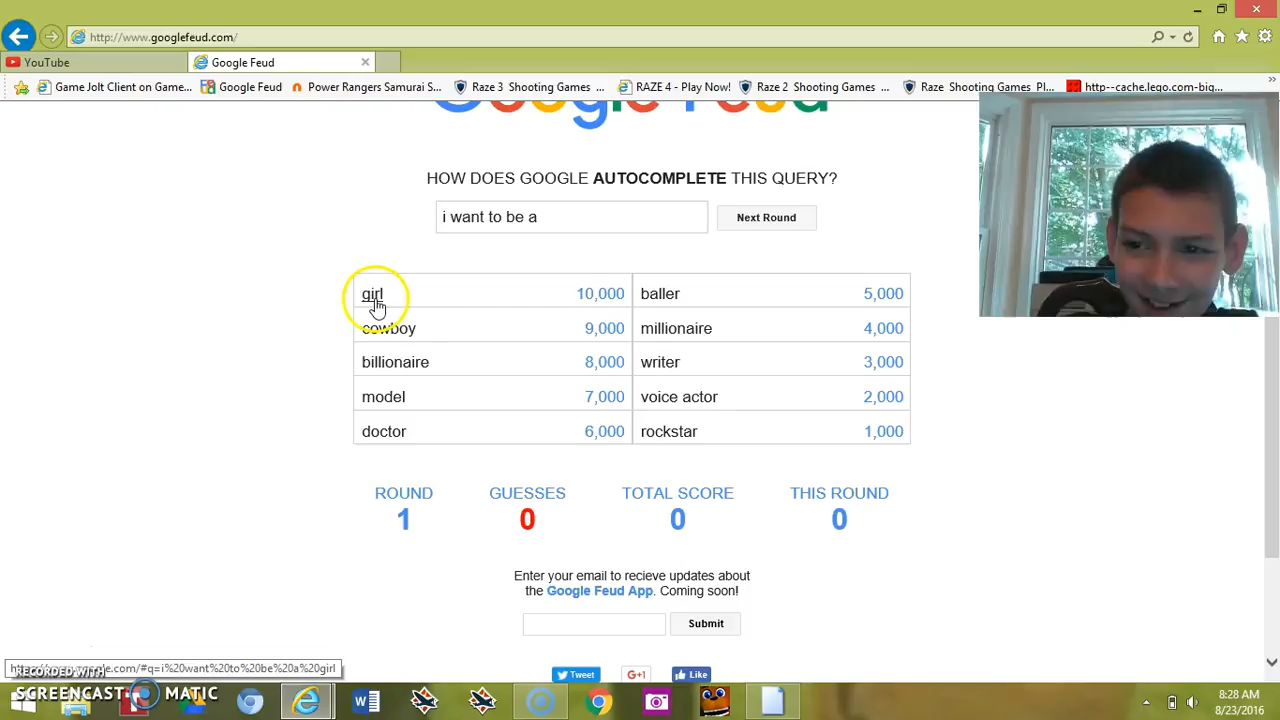 http://www.googlefeud.com/
YouTube
Google Feud
Game Jolt Client on Game...
Google Feud
Power Rangers Samurai S...
Raze 3 Shooting Games ...
RAZE 4 - Play Now!
Raze 2 Shooting Games ...
Raze Shooting Games Pl...
http--cache.lego.com-big...
Google Feud
HOW DOES GOOGLE AUTOCOMPLETE THIS QUERY?
i want to be a
Next Round
girl 10,000 baller 5,000
cowboy 9,000 millionaire 4,000
billionaire 8,000 writer 3,000
model 7,000 voice actor 2,000
doctor 6,000 rockstar 1,000
ROUND GUESSES TOTAL SCORE THIS ROUND
1 0 0 0
Enter your email to recieve updates about
the Google Feud App. Coming soon!
Submit
Tweet G+1 Like
RECORDED WITH
SCREENCAST MATIC
8:28 AM
8/23/2016